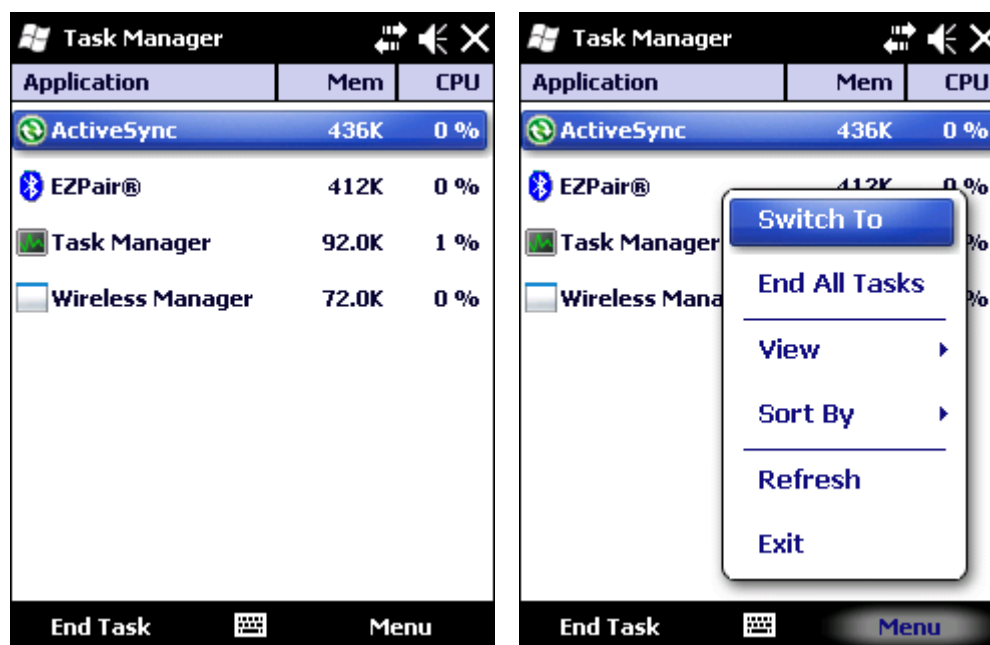 Task Manager
Application Mem CPU
ActiveSync 436K 0 %
EZPair® 412K 0 %
Task Manager 92.0K 1 %
Wireless Manager 72.0K 0 %
End Task Menu
Task Manager
Application Mem CPU
ActiveSync 436K 0 %
EZPair® 412K 0 %
Task Manager %
Wireless Mana %
Switch To
End All Tasks
View
Sort By
Refresh
Exit
End Task Menu